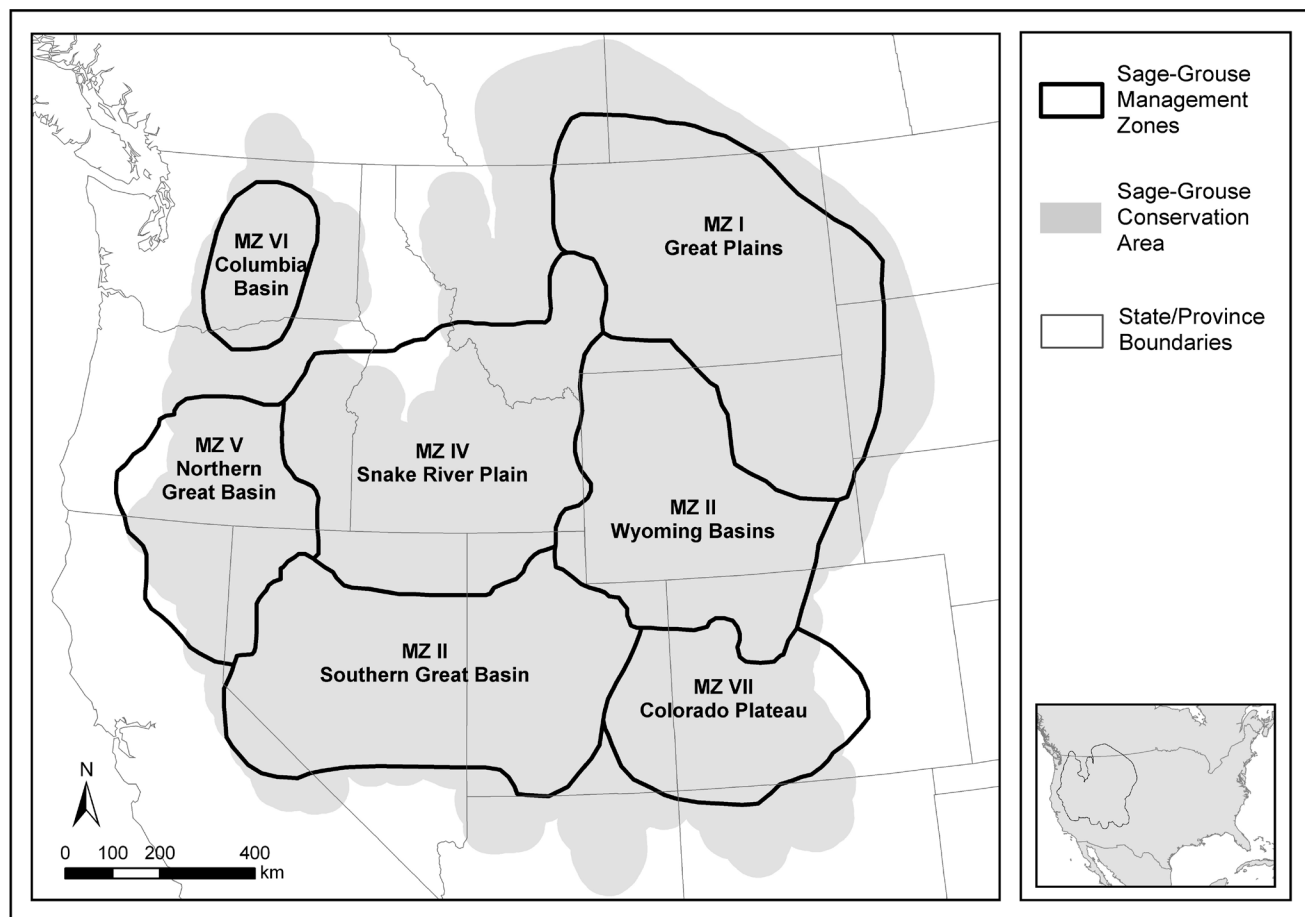 MZ VI
Columbia
Basin
MZ I
Great Plains
MZ V
Northern
Great Basin
MZ IV
Snake River Plain
MZ II
Wyoming Basins
MZ II
Southern Great Basin
MZ VII
Colorado Plateau
N
0 100 200 400
km
Sage-Grouse
Management
Zones
Sage-Grouse
Conservation
Area
State/Province
Boundaries